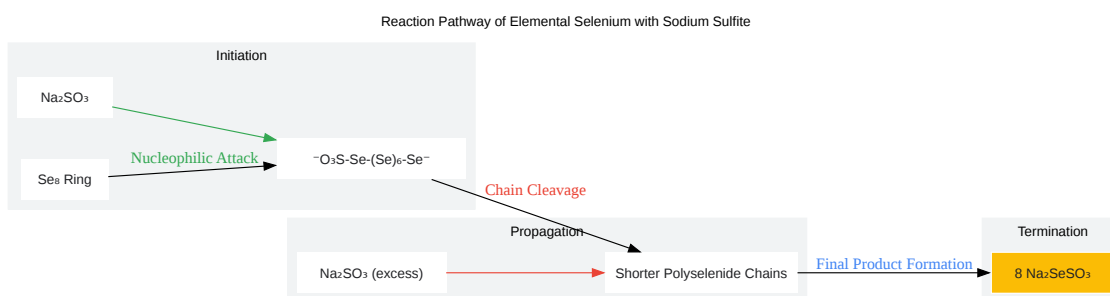 Reaction Pathway of Elemental Selenium with Sodium Sulfite
Initiation
Na₂SO₃
Nucleophilic Attack
⁻O₃S-Se-(Se)₆-Se⁻
Se₈ Ring
Chain Cleavage
Propagation
Termination
Na₂SO₃ (excess)
Shorter Polyselenide Chains
Final Product Formation
8 Na₂SeSO₃